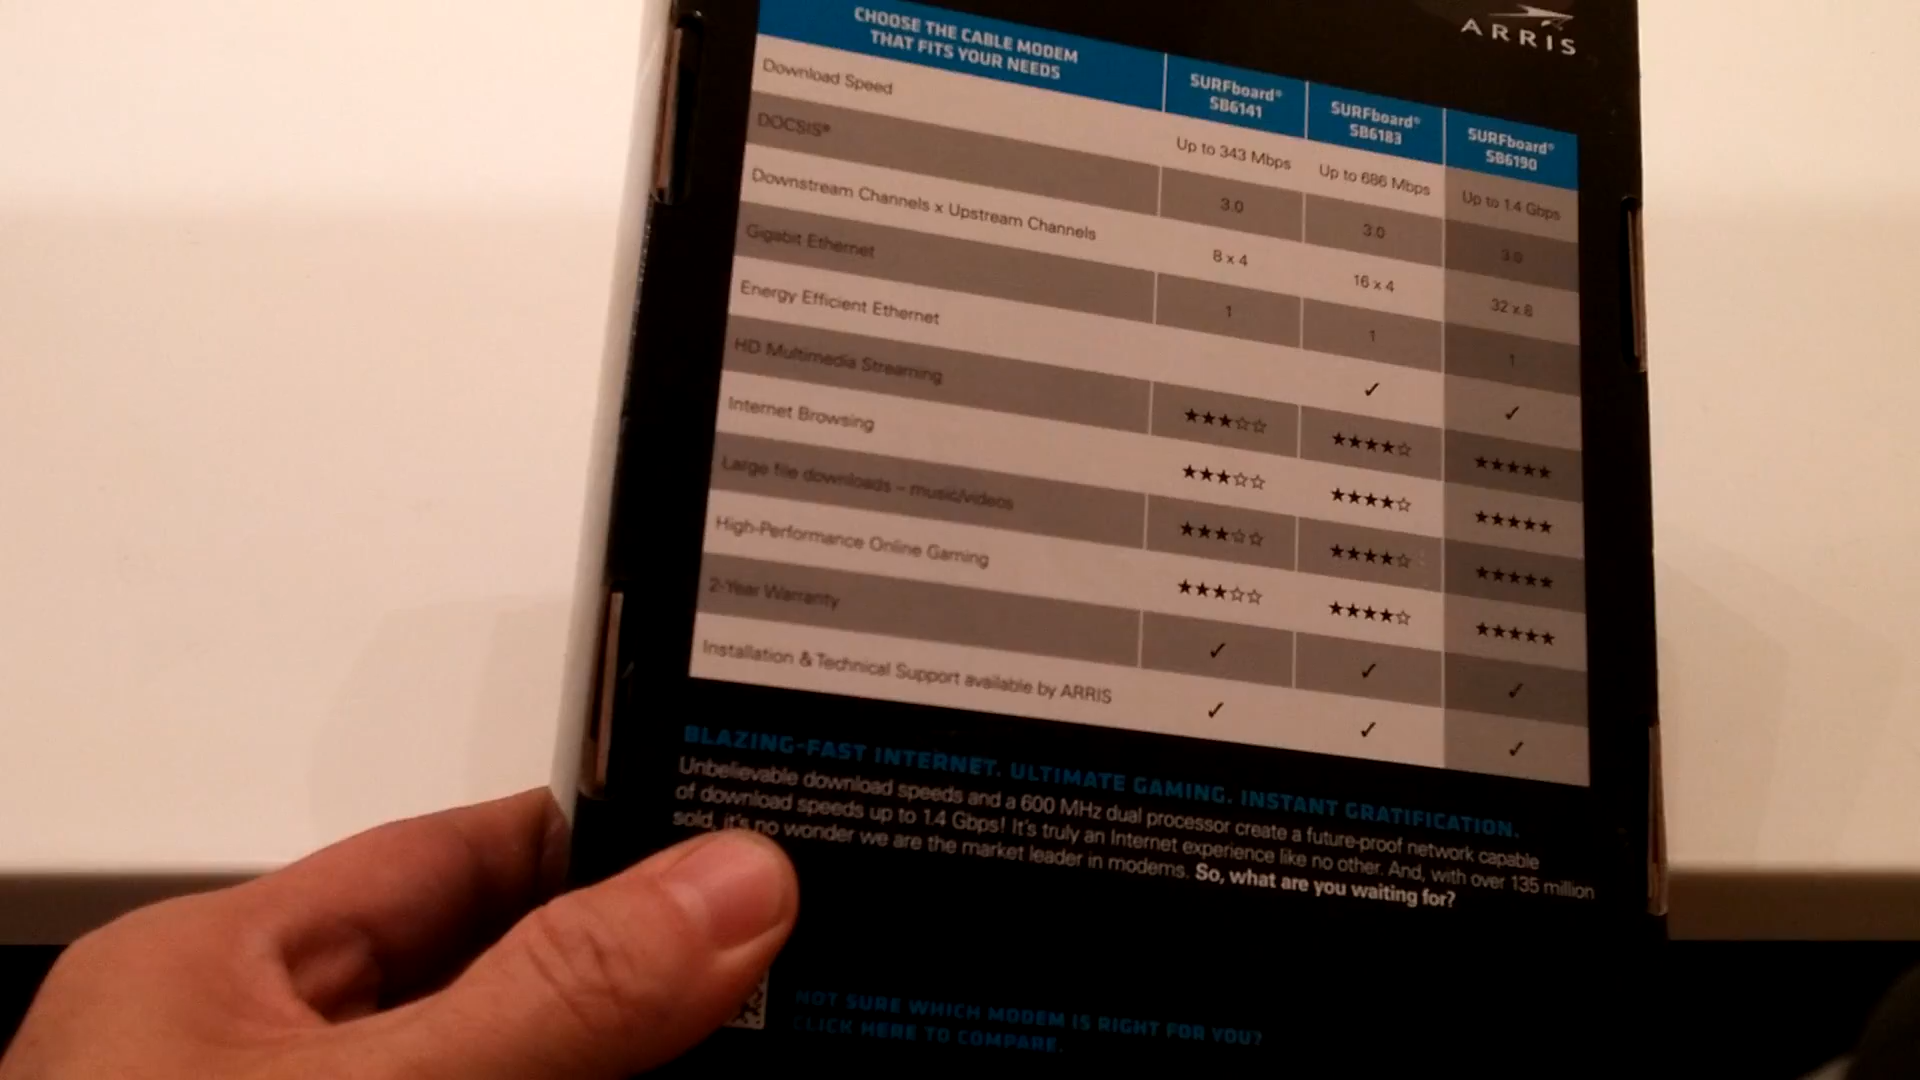 ARRIS
CHOOSE THE CABLE MODEM
THAT FITS YOUR NEEDS
SURFboard®
SB6141
SURFboard®
SB6183
SURFboard®
SB6190
Download Speed
Up to 343 Mbps
Up to 686 Mbps
Up to 1.4 Gbps
DOCSIS®
3.0
3.0
3.0
Downstream Channels x Upstream Channels
8 x 4
16 x 4
32 x 8
Gigabit Ethernet
1
1
1
Energy Efficient Ethernet
✓
✓
HD Multimedia Streaming
★★★☆☆
★★★★☆
★★★★★
Internet Browsing
★★★☆☆
★★★★☆
★★★★★
Large file downloads – music/videos
★★★☆☆
★★★★☆
★★★★★
High-Performance Online Gaming
★★★☆☆
★★★★☆
★★★★★
2-Year Warranty
✓
✓
✓
Installation & Technical Support available by ARRIS
✓
✓
✓
BLAZING-FAST INTERNET. ULTIMATE GAMING. INSTANT GRATIFICATION.
Unbelievable download speeds and a 600 MHz dual processor create a future-proof network capable
of download speeds up to 1.4 Gbps! It's truly an Internet experience like no other. And, with over 135 million
sold, it's no wonder we are the market leader in modems. So, what are you waiting for?
NOT SURE WHICH MODEM IS RIGHT FOR YOU?
CLICK HERE TO COMPARE.